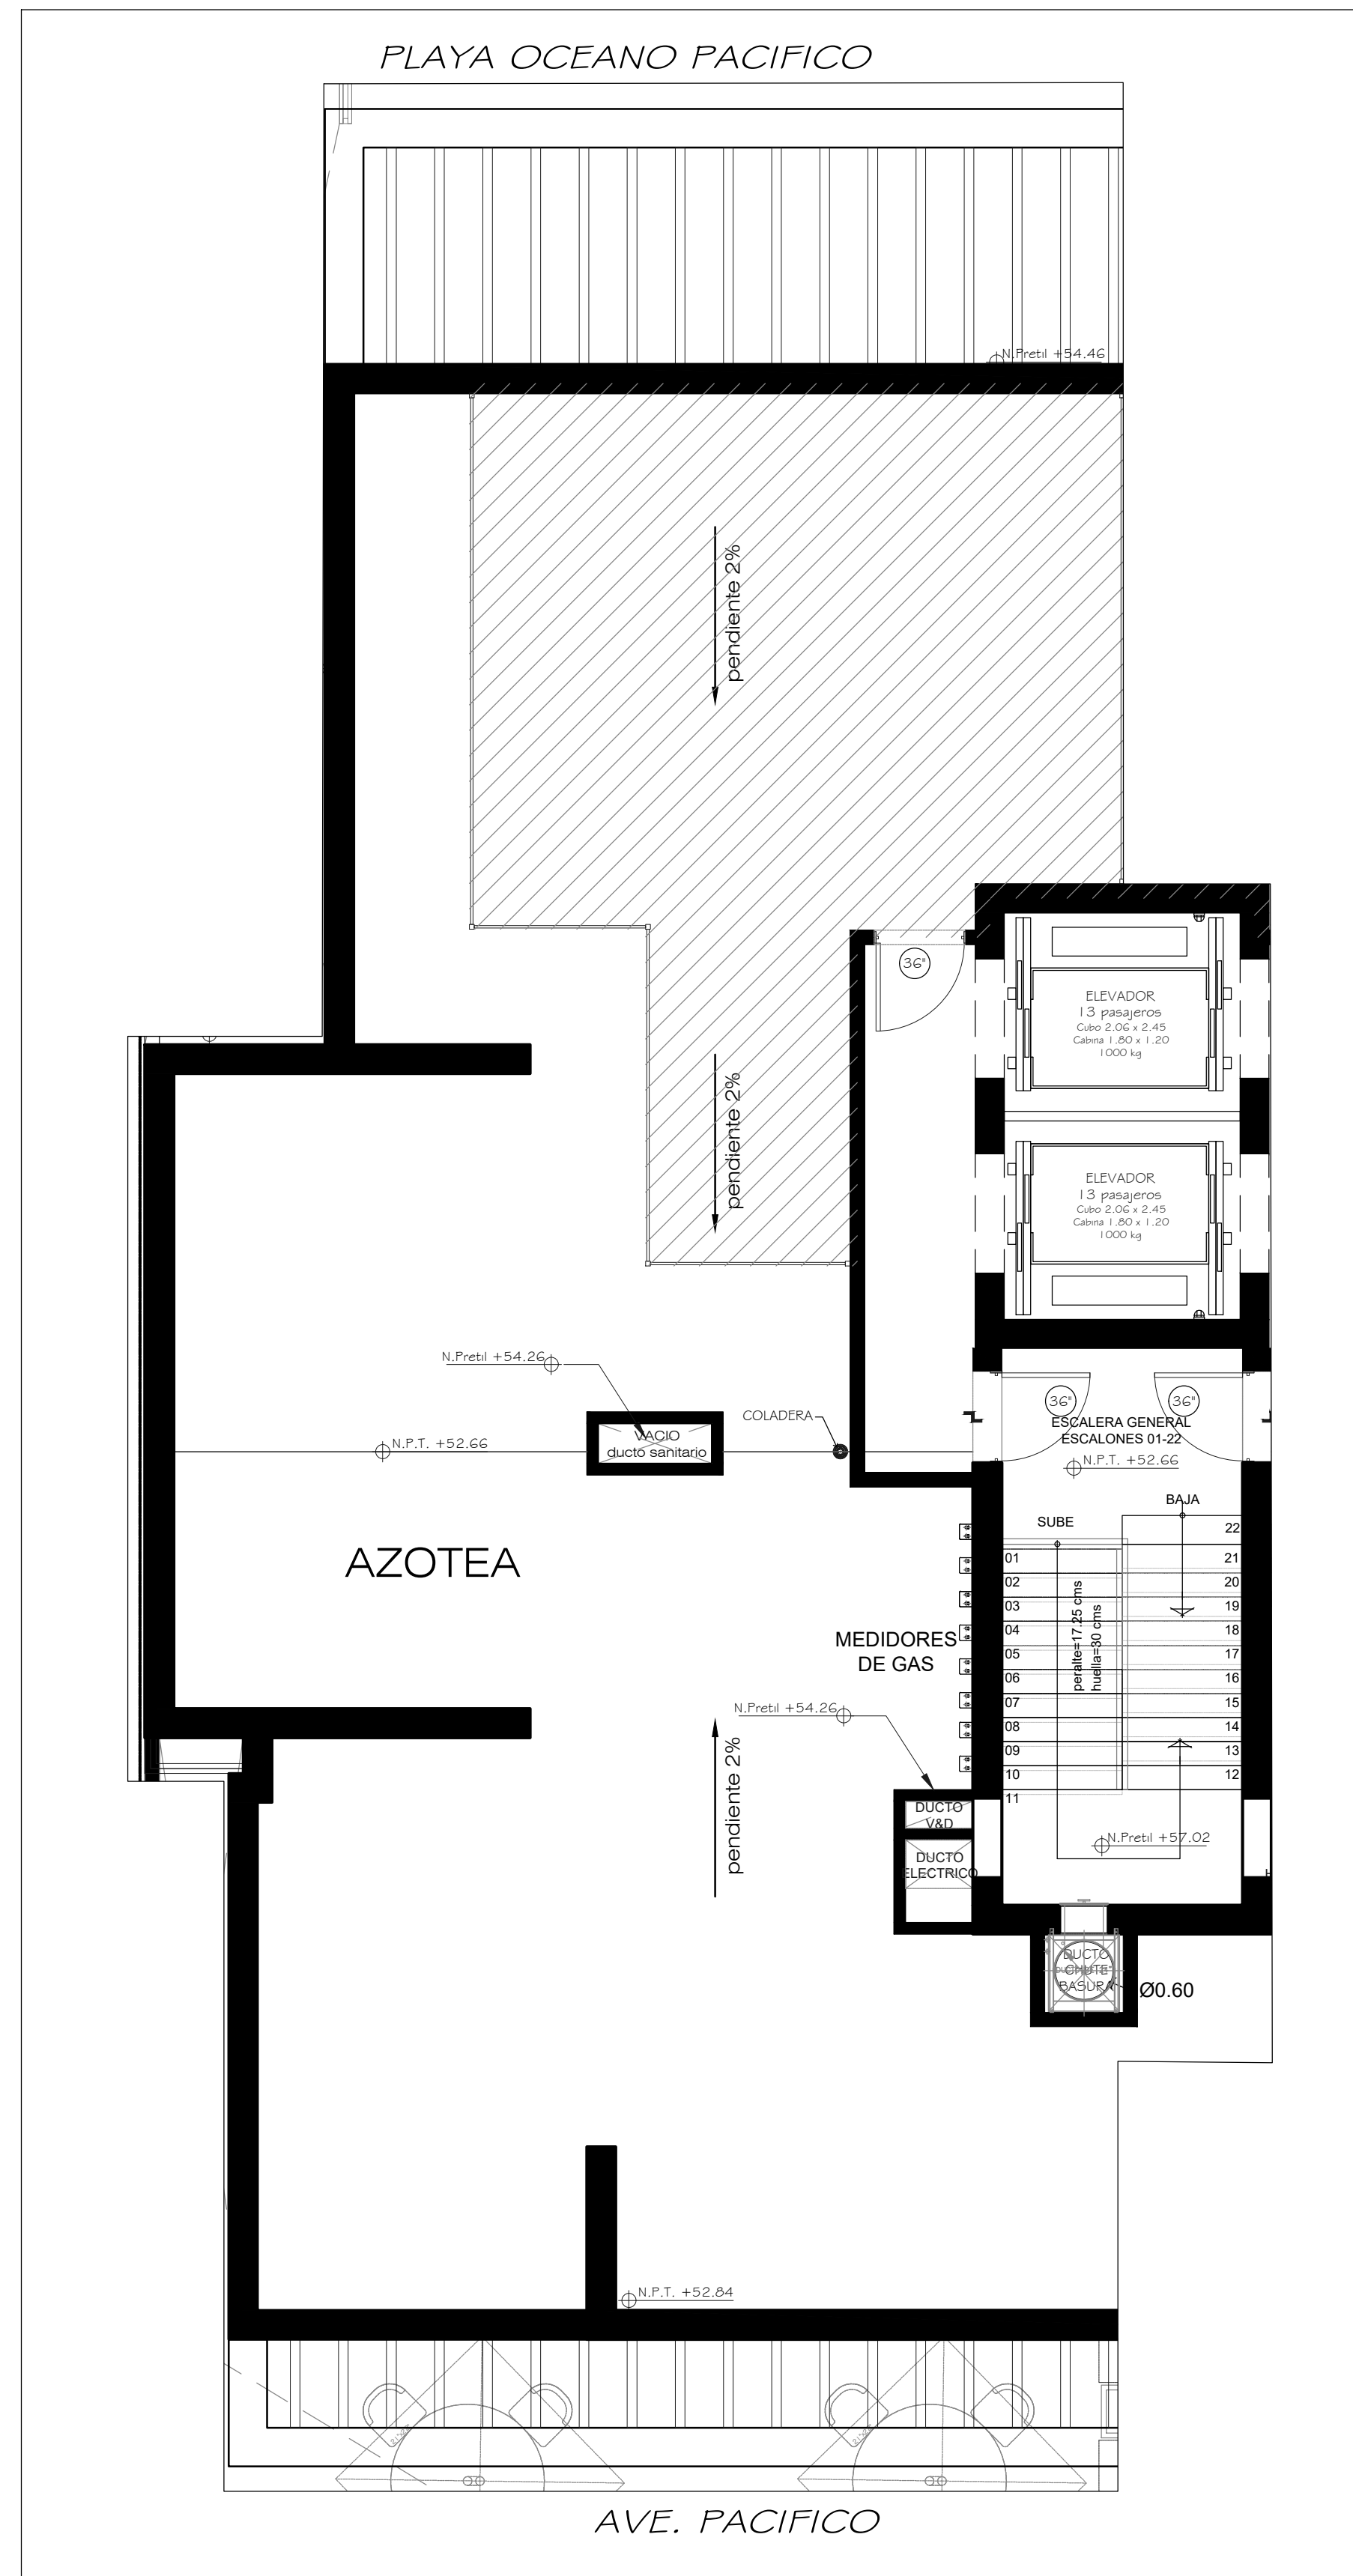 PLAYA OCEANO PACIFICO
N.Pretil +54.46
pendiente 2%
36"
ELEVADOR
13 pasajeros
Cubo 2.06 x 2.45
Cabina 1.80 x 1.20
1000 kg
pendiente 2%
ELEVADOR
13 pasajeros
Cubo 2.06 x 2.45
Cabina 1.80 x 1.20
1000 kg
N.Pretil +54.26
36"
36"
COLADERA
ESCALERA GENERAL
ESCALONES 01-22
VACIO
ducto sanitario
N.P.T. +52.66
N.P.T. +52.66
BAJA
SUBE
AZOTEA
22
01
21
02
20
03
19
04
18
05
17
06
16
07
15
08
14
09
13
10
12
11
peralte=17.25 cms
huella=30 cms
MEDIDORES
DE GAS
N.Pretil +54.26
pendiente 2%
DUCTO
V&D
DUCTO
ELECTRICO
N.Pretil +57.02
DUCTO
"CHUTE"
BASURA
Ø0.60
N.P.T. +52.84
AVE. PACIFICO